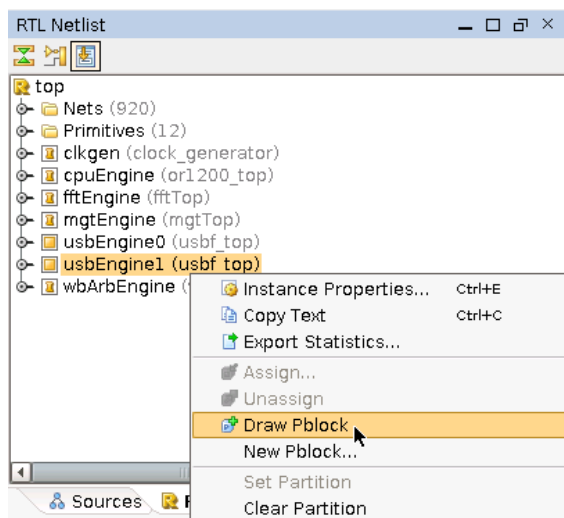 RTL Netlist
top
Nets (920)
Primitives (12)
clkgen (clock_generator)
cpuEngine (or1200_top)
fftEngine (fftTop)
mgtEngine (mgtTop)
usbEngine0 (usbf_top)
usbEngine1 (usbf_top)
wbArbEngine (
Instance Properties... Ctrl+E
Copy Text Ctrl+C
Export Statistics...
Assign...
Unassign
Draw Pblock
New Pblock...
Set Partition
Clear Partition
Sources